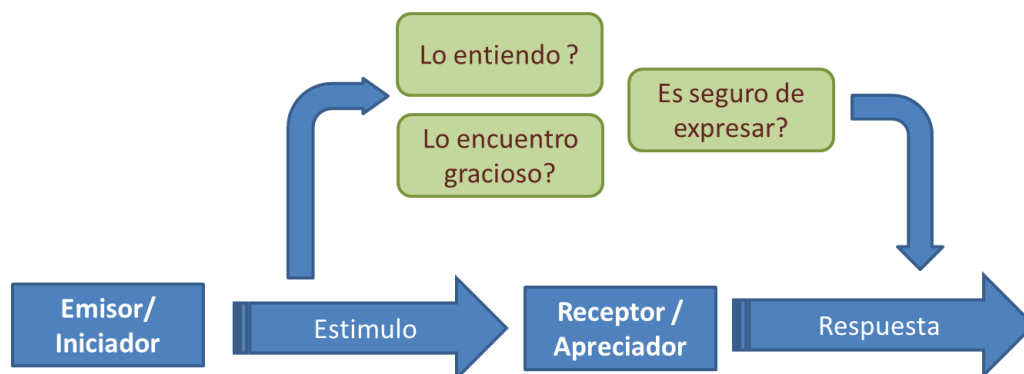 Lo entiendo ?
Lo encuentro
gracioso?
Es seguro de
expresar?
Emisor/
Iniciador
Estimulo
Receptor /
Apreciador
Respuesta